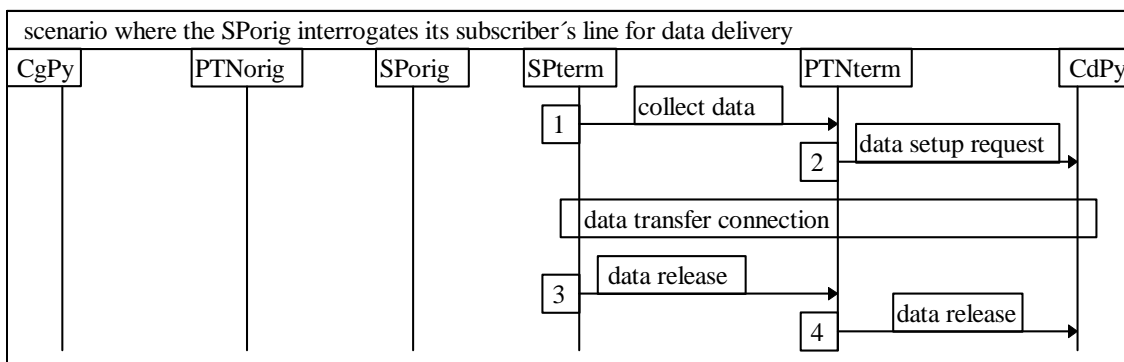 scenario where the SPorig interrogates its subscriber´s line for data delivery
CgPy PTNorig SPorig SPterm PTNterm CdPy
1 collect data
2 data setup request
data transfer connection
3 data release
4 data release